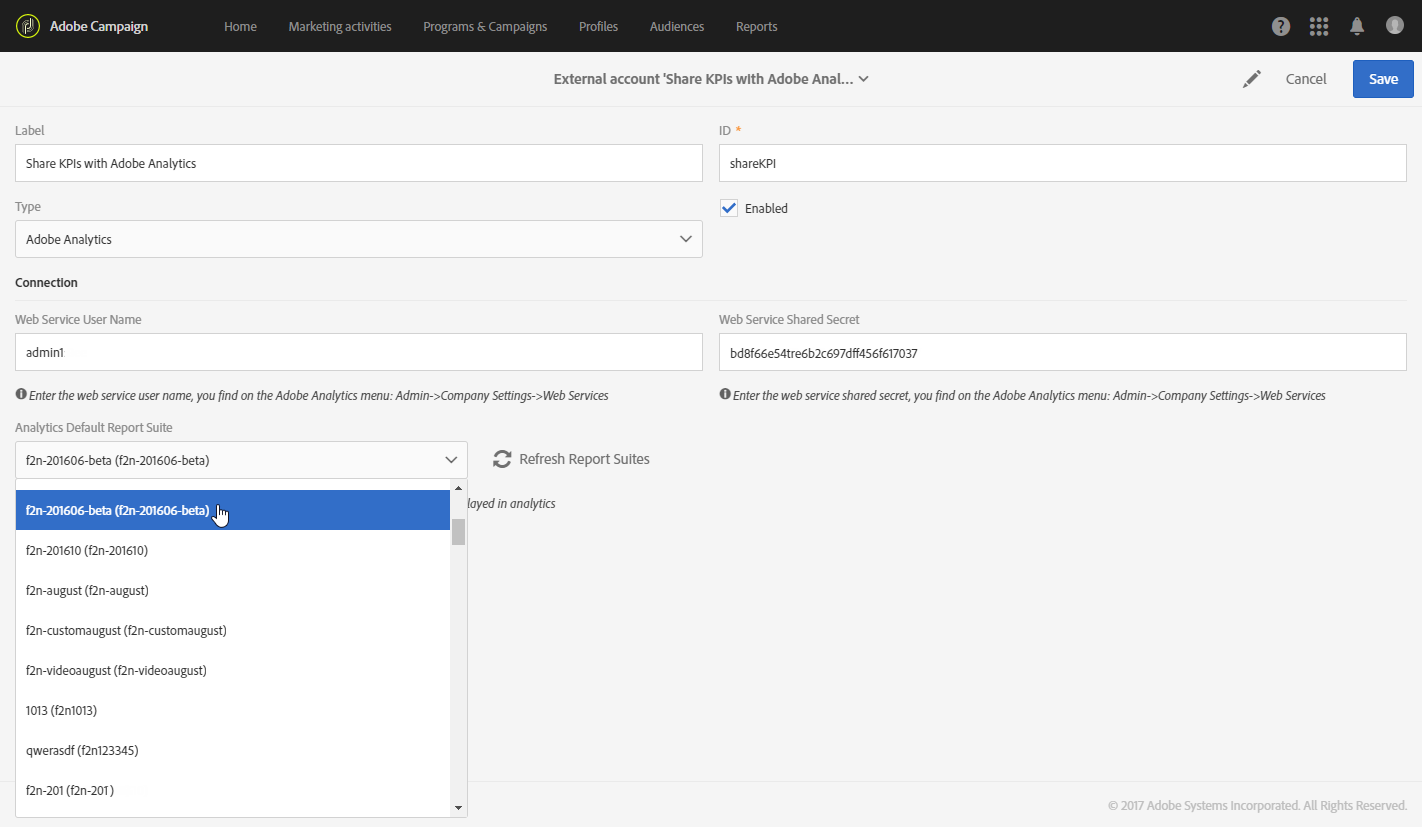 Adobe Campaign Home Marketing activities Programs & Campaigns Profiles Audiences Reports
External account 'Share KPIs with Adobe Anal... Cancel Save
Label ID *
Share KPIs with Adobe Analytics shareKPI
Type
Enabled
Adobe Analytics
Connection
Web Service User Name Web Service Shared Secret
admin1 bd8f66e54tre6b2c697dff456f617037
Enter the web service user name, you find on the Adobe Analytics menu: Admin->Company Settings->Web Services Enter the web service shared secret, you find on the Adobe Analytics menu: Admin->Company Settings->Web Services
Analytics Default Report Suite
f2n-201606-beta (f2n-201606-beta) Refresh Report Suites
layed in analytics
f2n-201606-beta (f2n-201606-beta)
f2n-201610 (f2n-201610)
f2n-august (f2n-august)
f2n-customaugust (f2n-customaugust)
f2n-videoaugust (f2n-videoaugust)
1013 (f2n1013)
qwerasdf (f2n123345)
f2n-201 (f2n-201)
© 2017 Adobe Systems Incorporated. All Rights Reserved.